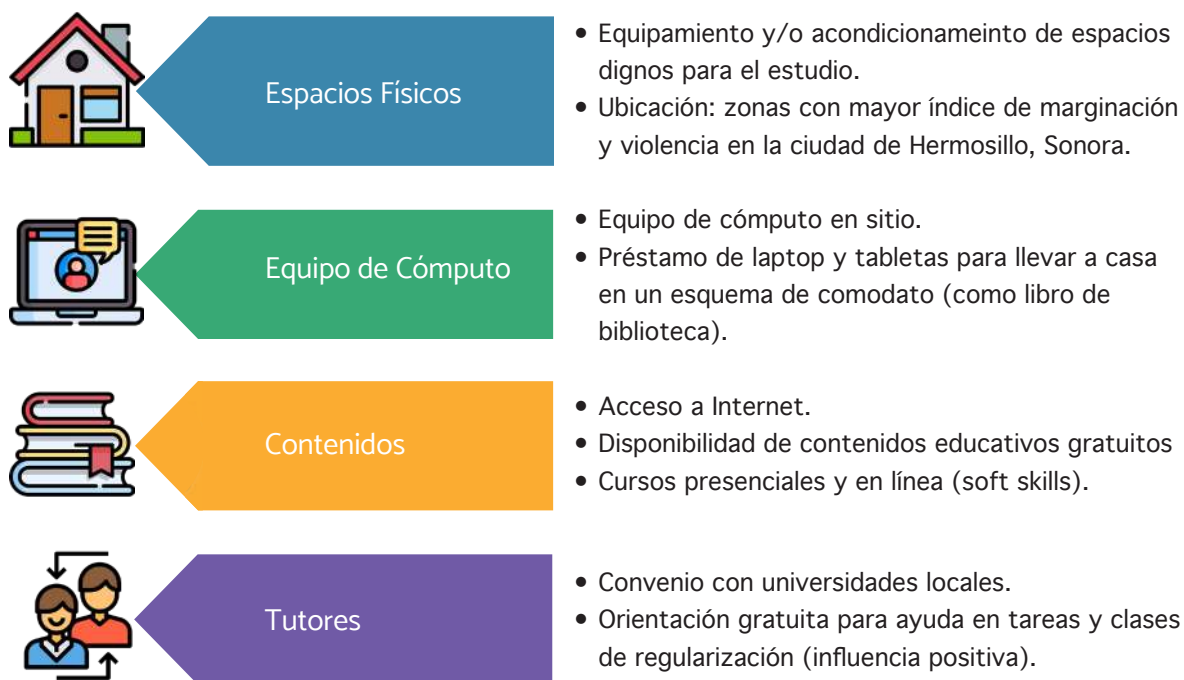 Espacios Físicos
• Equipamiento y/o acondicionameinto de espacios
dignos para el estudio.
• Ubicación: zonas con mayor índice de marginación
y violencia en la ciudad de Hermosillo, Sonora.
Equipo de Cómputo
• Equipo de cómputo en sitio.
• Préstamo de laptop y tabletas para llevar a casa
en un esquema de comodato (como libro de
biblioteca).
Contenidos
• Acceso a Internet.
• Disponibilidad de contenidos educativos gratuitos
• Cursos presenciales y en línea (soft skills).
Tutores
• Convenio con universidades locales.
• Orientación gratuita para ayuda en tareas y clases
de regularización (influencia positiva).